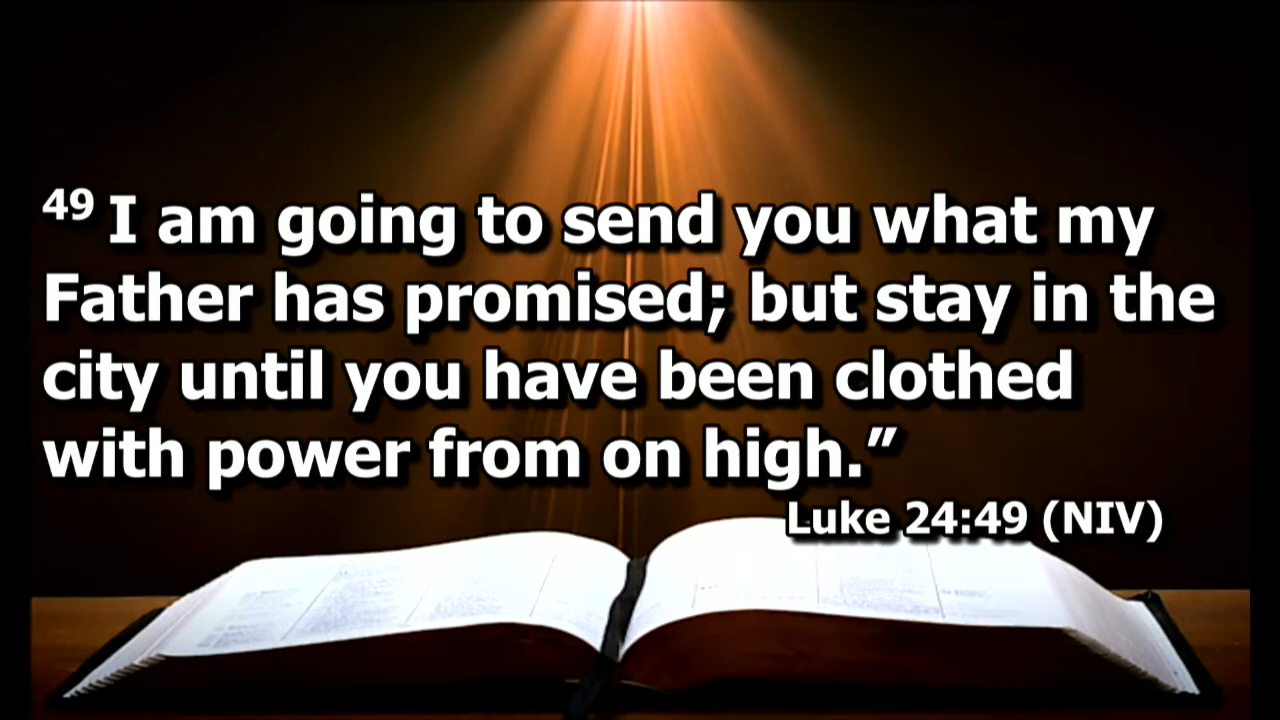 49 I am going to send you what my
Father has promised; but stay in the
city until you have been clothed
with power from on high.”
Luke 24:49 (NIV)